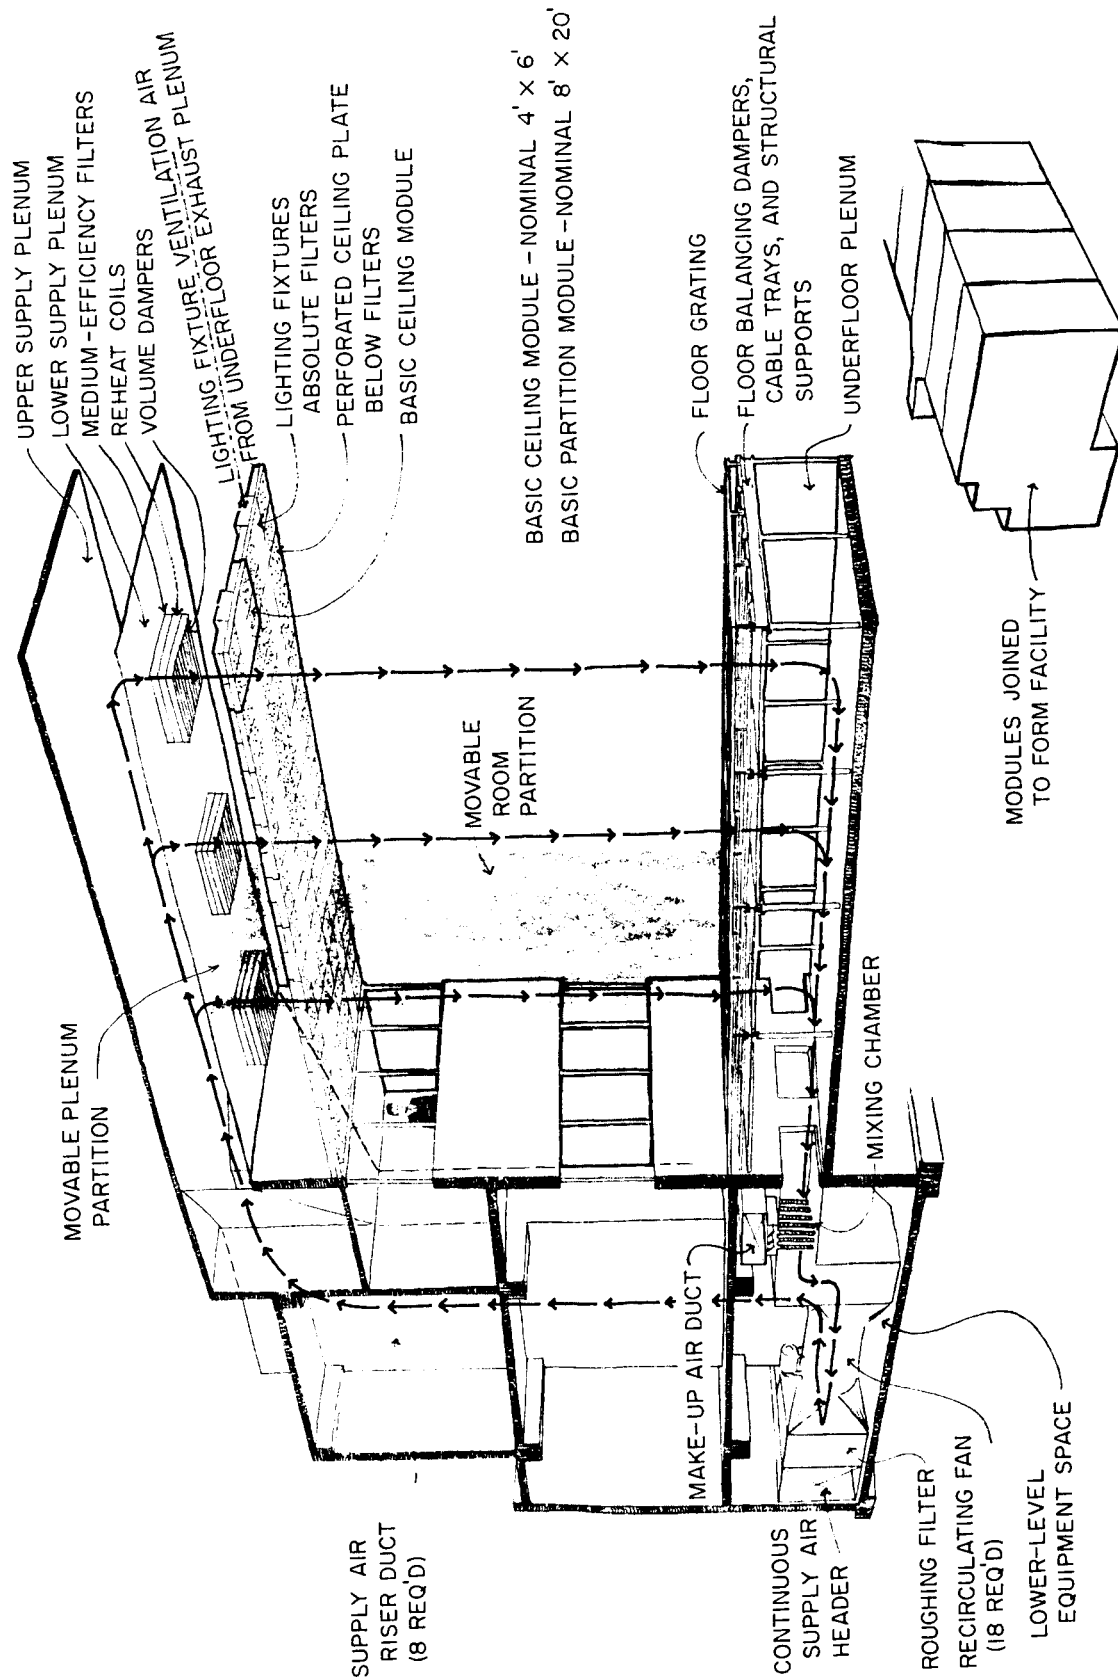 UPPER SUPPLY PLENUM
LOWER SUPPLY PLENUM
MEDIUM-EFFICIENCY FILTERS
REHEAT COILS
VOLUME DAMPERS
LIGHTING FIXTURE VENTILATION AIR
FROM UNDERFLOOR EXHAUST PLENUM
LIGHTING FIXTURES
ABSOLUTE FILTERS
PERFORATED CEILING PLATE
BELOW FILTERS
BASIC CEILING MODULE
MOVABLE PLENUM
PARTITION
BASIC CEILING MODULE - NOMINAL 4' X 6'
BASIC PARTITION MODULE - NOMINAL 8' X 20'
MOVABLE
ROOM
PARTITION
SUPPLY AIR
RISER DUCT
(8 REQ'D)
FLOOR GRATING
FLOOR BALANCING DAMPERS,
CABLE TRAYS, AND STRUCTURAL
SUPPORTS
UNDERFLOOR PLENUM
MAKE-UP AIR DUCT
MIXING CHAMBER
CONTINUOUS
SUPPLY AIR
HEADER
ROUGHING FILTER
RECIRCULATING FAN
(18 REQ'D)
LOWER-LEVEL
EQUIPMENT SPACE
MODULES JOINED
TO FORM FACILITY